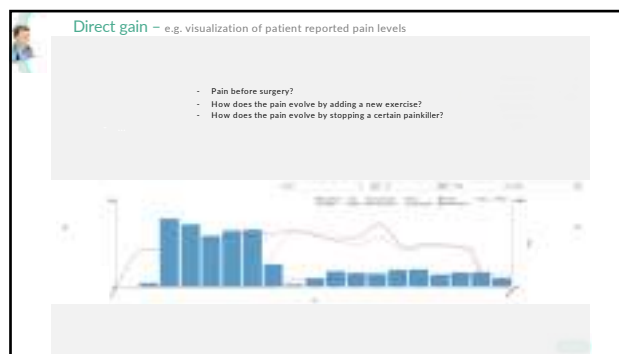 Direct gain – e.g. visualization of patient reported pain levels
- Pain before surgery?
- How does the pain evolve by adding a new exercise?
- How does the pain evolve by stopping a certain painkiller?